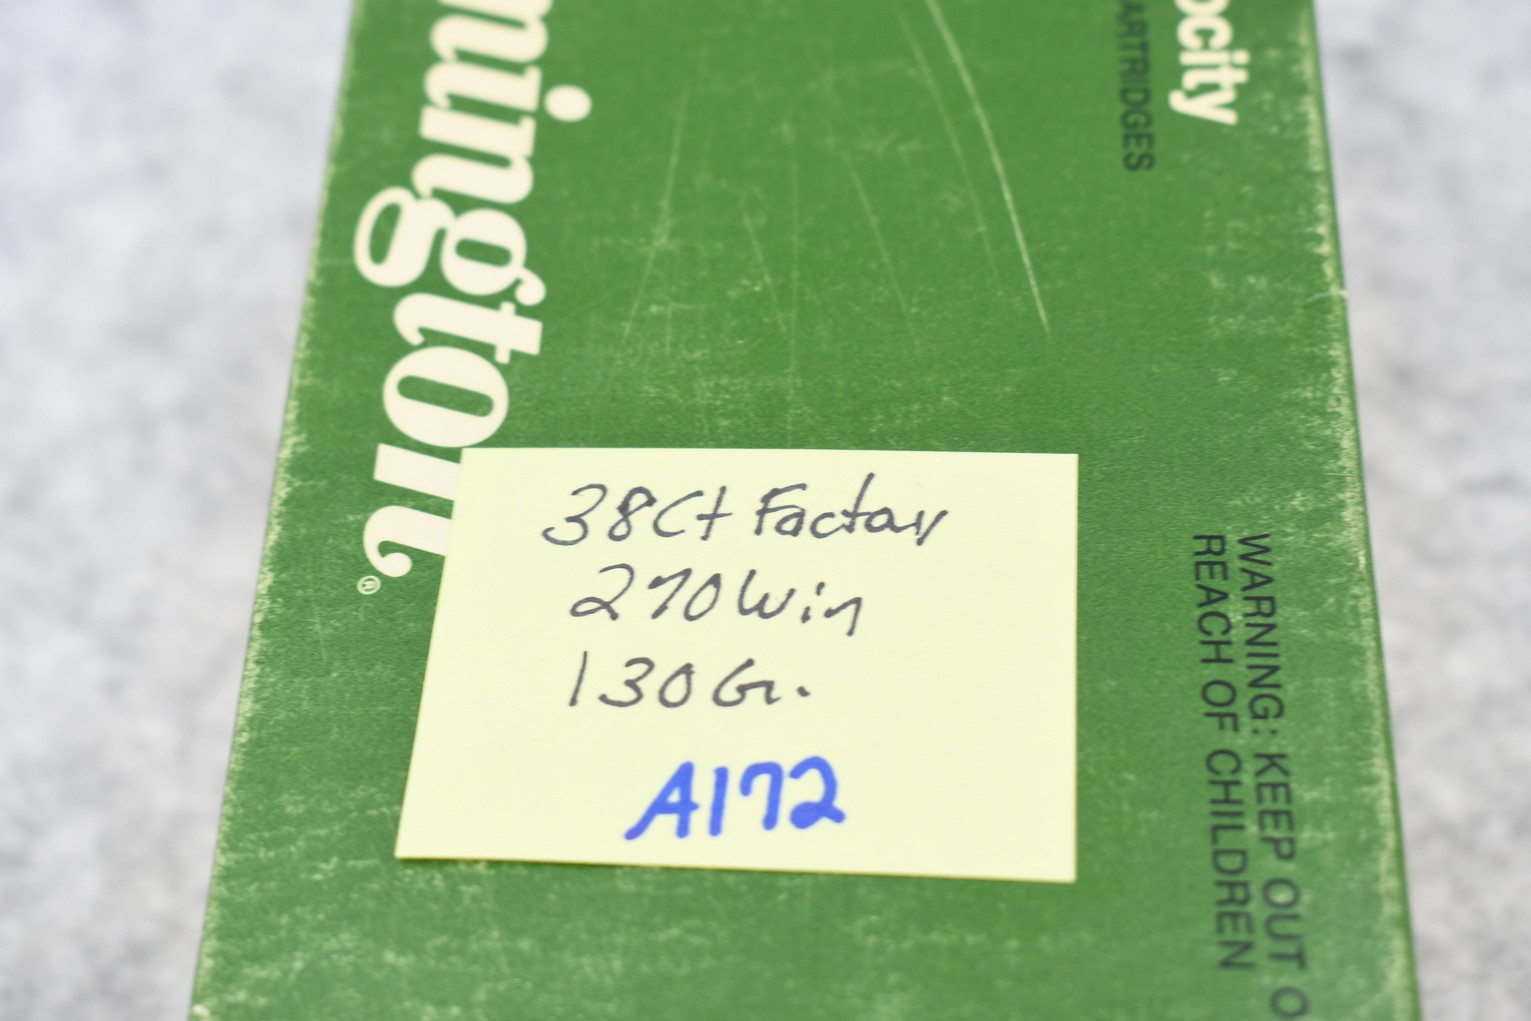 mington®
ocity
ARTRIDGES
WARNING: KEEP OUT O
REACH OF CHILDREN
38Ct Factory
270 Win
130 Gr.
A172